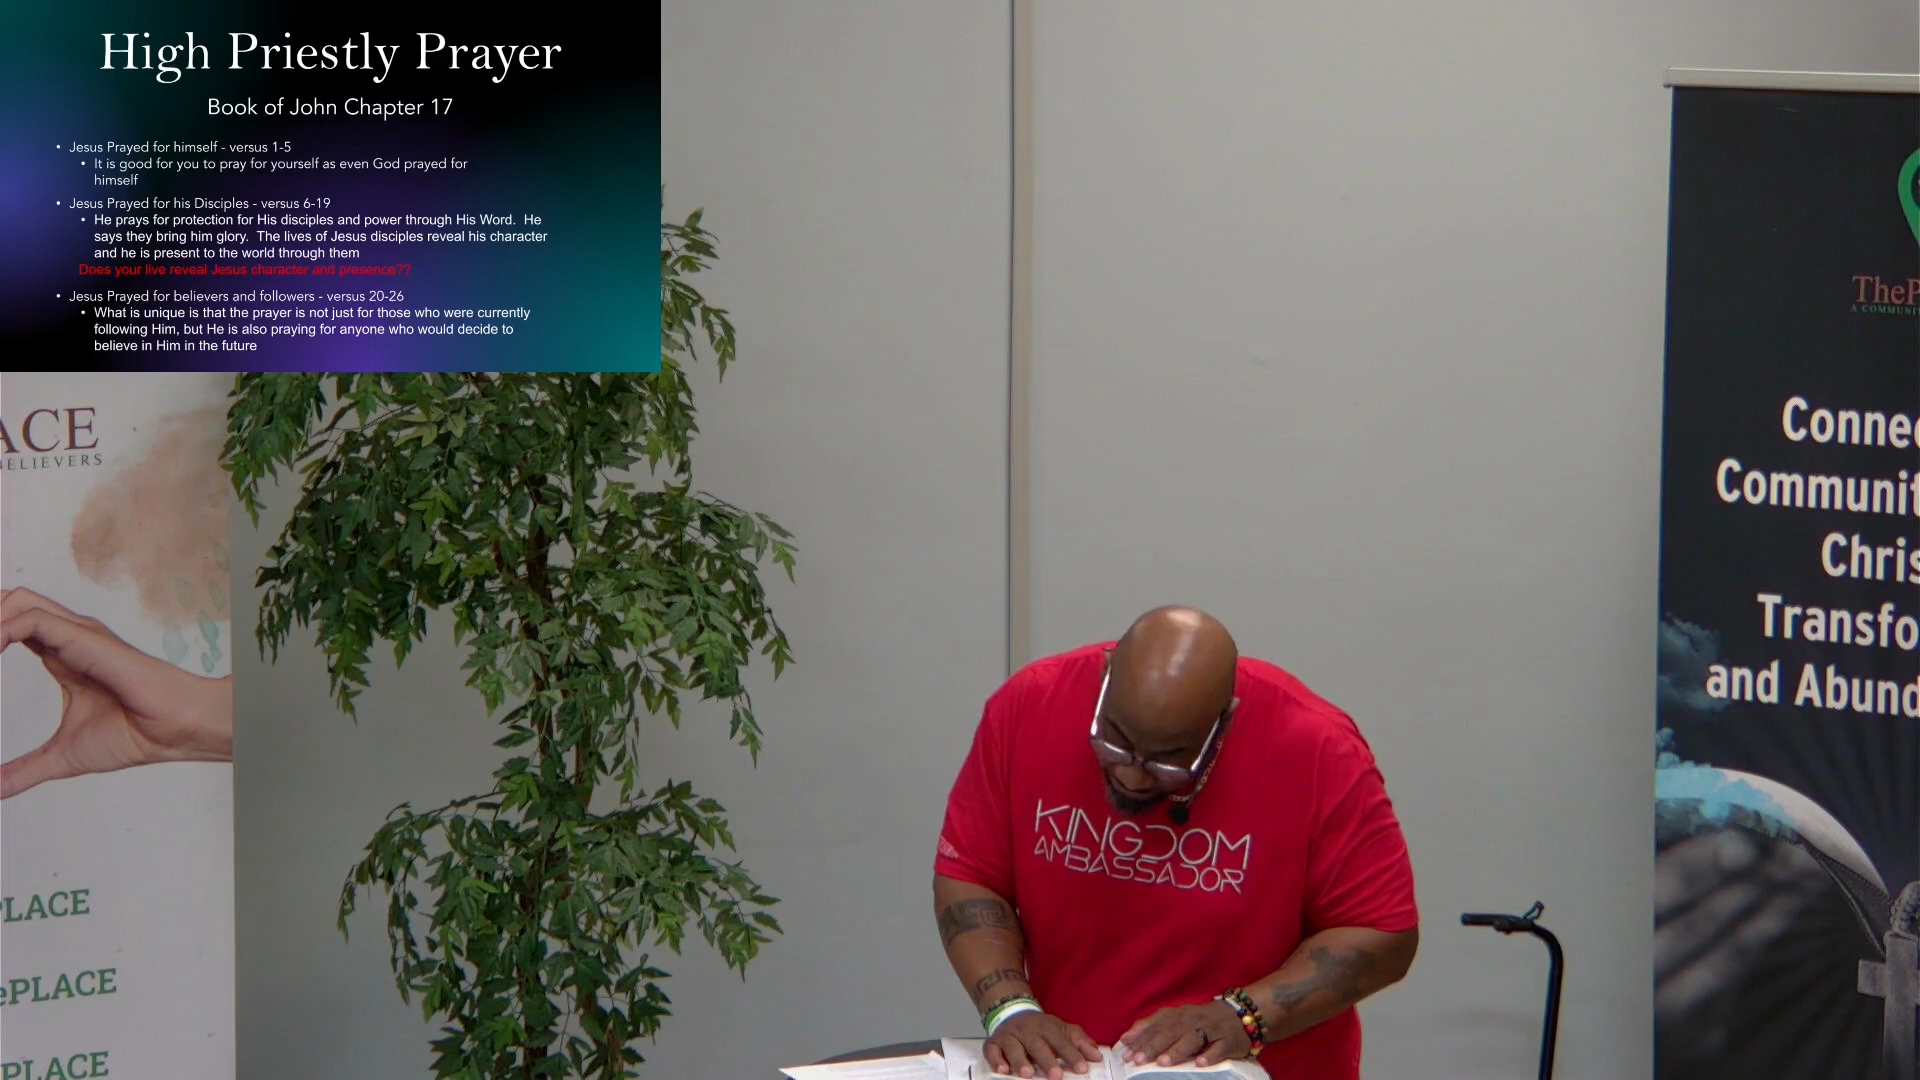 High Priestly Prayer
Book of John Chapter 17
• Jesus Prayed for himself - versus 1-5
• It is good for you to pray for yourself as even God prayed for
himself
• Jesus Prayed for his Disciples - versus 6-19
• He prays for protection for His disciples and power through His Word. He
says they bring him glory. The lives of Jesus disciples reveal his character
and he is present to the world through them
Does your live reveal Jesus character and presence??
• Jesus Prayed for believers and followers - versus 20-26
• What is unique is that the prayer is not just for those who were currently
following Him, but He is also praying for anyone who would decide to
believe in Him in the future
ACE
BELIEVERS
PLACE
ePLACE
PLACE
KINGDOM
AMBASSADOR
TheP
A COMMUNI
Connec
Communit
Chris
Transfo
and Abund